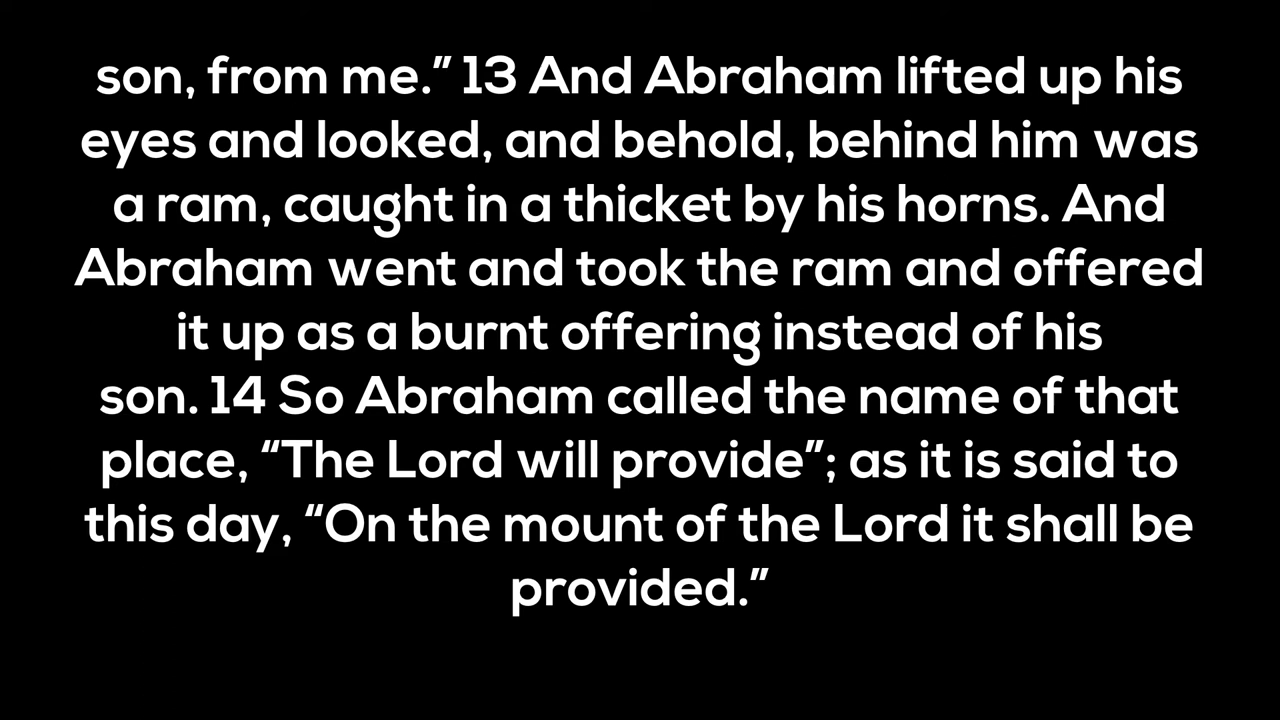 son, from me.” 13 And Abraham lifted up his
eyes and looked, and behold, behind him was
a ram, caught in a thicket by his horns. And
Abraham went and took the ram and offered
it up as a burnt offering instead of his
son. 14 So Abraham called the name of that
place, “The Lord will provide”; as it is said to
this day, “On the mount of the Lord it shall be
provided.”